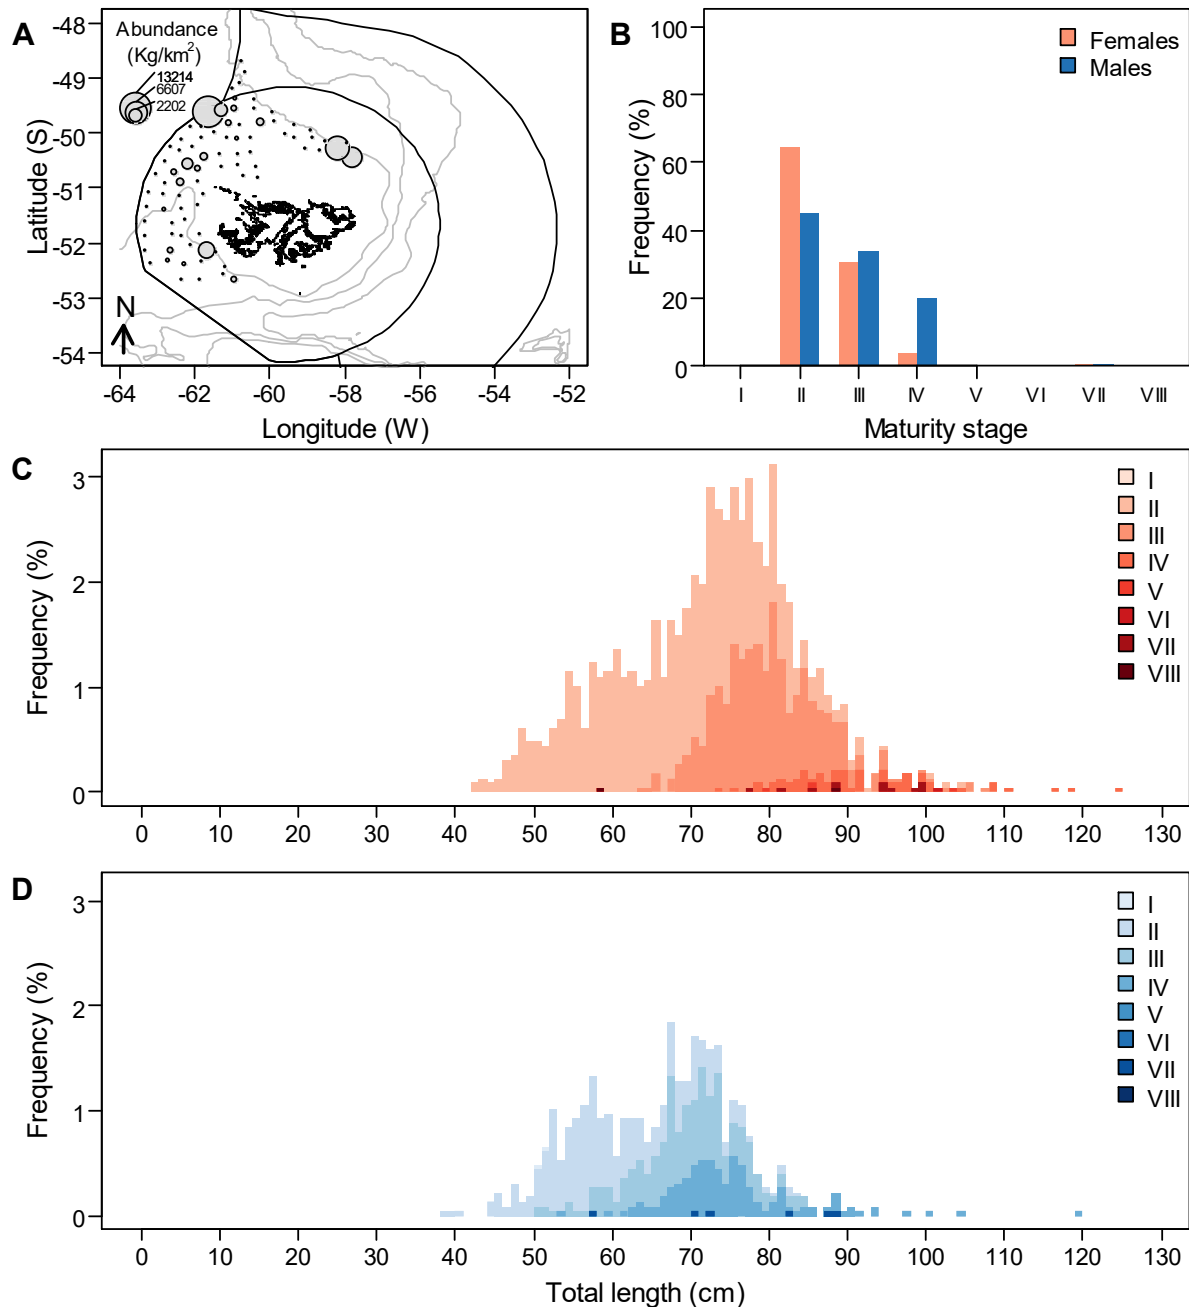 A
Abundance
(Kg/km²)
13214
6607
2202
N
-48
-49
-50
-51
-52
-53
-54
Latitude (S)
-64 -62 -60 -58 -56 -54 -52
Longitude (W)
B
Females
Males
100
80
60
40
20
0
Frequency (%)
I II III IV V VI VII VIII
Maturity stage
C
I
II
III
IV
V
VI
VII
VIII
3
2
1
0
Frequency (%)
0 10 20 30 40 50 60 70 80 90 100 110 120 130
D
I
II
III
IV
V
VI
VII
VIII
3
2
1
0
Frequency (%)
0 10 20 30 40 50 60 70 80 90 100 110 120 130
Total length (cm)